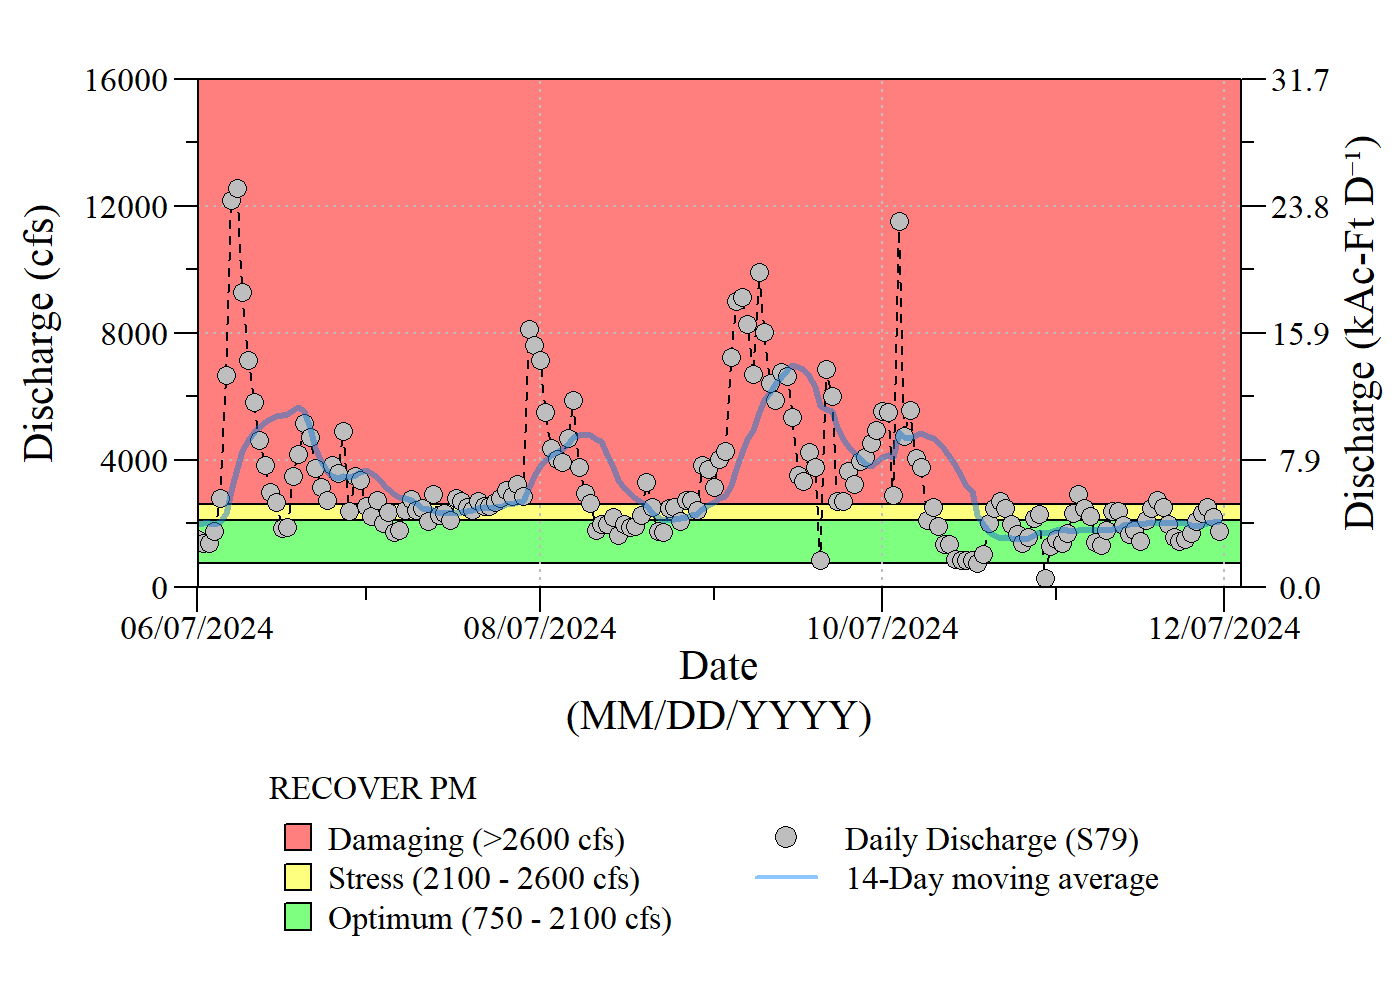 16000
12000
8000
4000
0
Discharge (cfs)
31.7
23.8
15.9
7.9
0.0
Discharge (kAc-Ft D⁻¹)
06/07/2024
08/07/2024
10/07/2024
12/07/2024
Date
(MM/DD/YYYY)
RECOVER PM
Damaging (>2600 cfs)
Stress (2100 - 2600 cfs)
Optimum (750 - 2100 cfs)
Daily Discharge (S79)
14-Day moving average